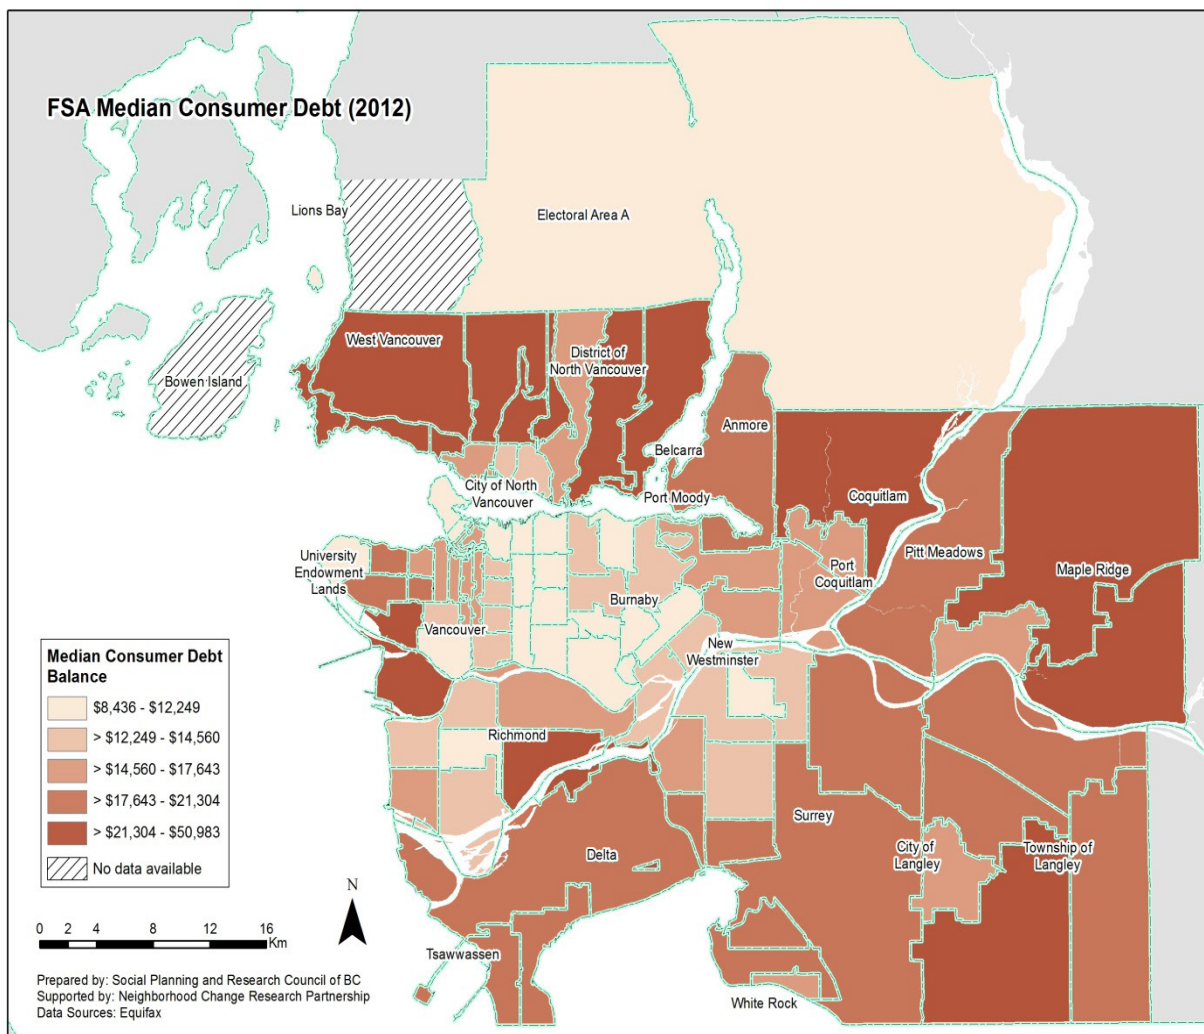 FSA Median Consumer Debt (2012)
Lions Bay
Electoral Area A
West Vancouver
District of
North Vancouver
Bowen Island
Anmore
Belcarra
City of North
Vancouver
Port Moody
Coquitlam
University
Endowment
Lands
Port
Coquitlam
Pitt Meadows
Maple Ridge
Burnaby
Vancouver
New
Westminster
Richmond
Surrey
Delta
City of
Langley
Township of
Langley
Tsawwassen
White Rock
Median Consumer Debt
Balance
$8,436 - $12,249
> $12,249 - $14,560
> $14,560 - $17,643
> $17,643 - $21,304
> $21,304 - $50,983
No data available
N
0 2 4 8 12 16
Km
Prepared by: Social Planning and Research Council of BC
Supported by: Neighborhood Change Research Partnership
Data Sources: Equifax